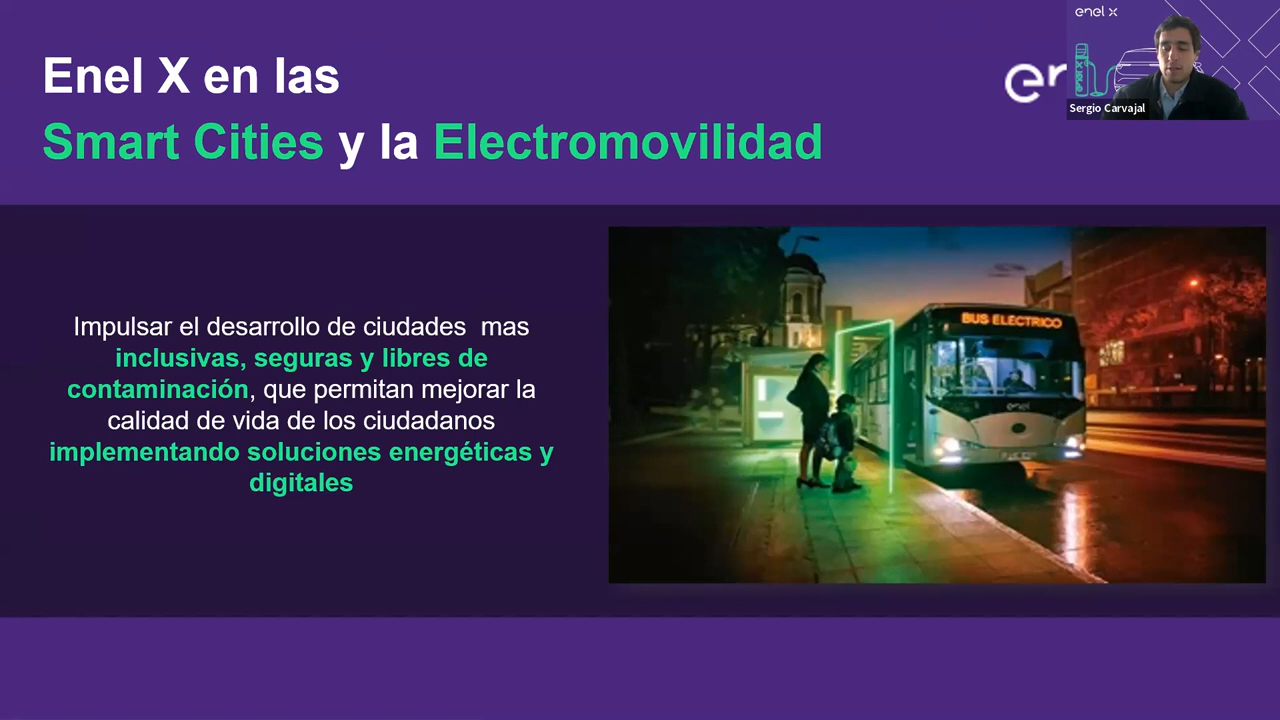 Enel X en las
Smart Cities y la Electromovilidad
enel x
enel x
Sergio Carvajal
Impulsar el desarrollo de ciudades mas
inclusivas, seguras y libres de
contaminación, que permitan mejorar la
calidad de vida de los ciudadanos
implementando soluciones energéticas y
digitales
BUS ELECTRICO
enel